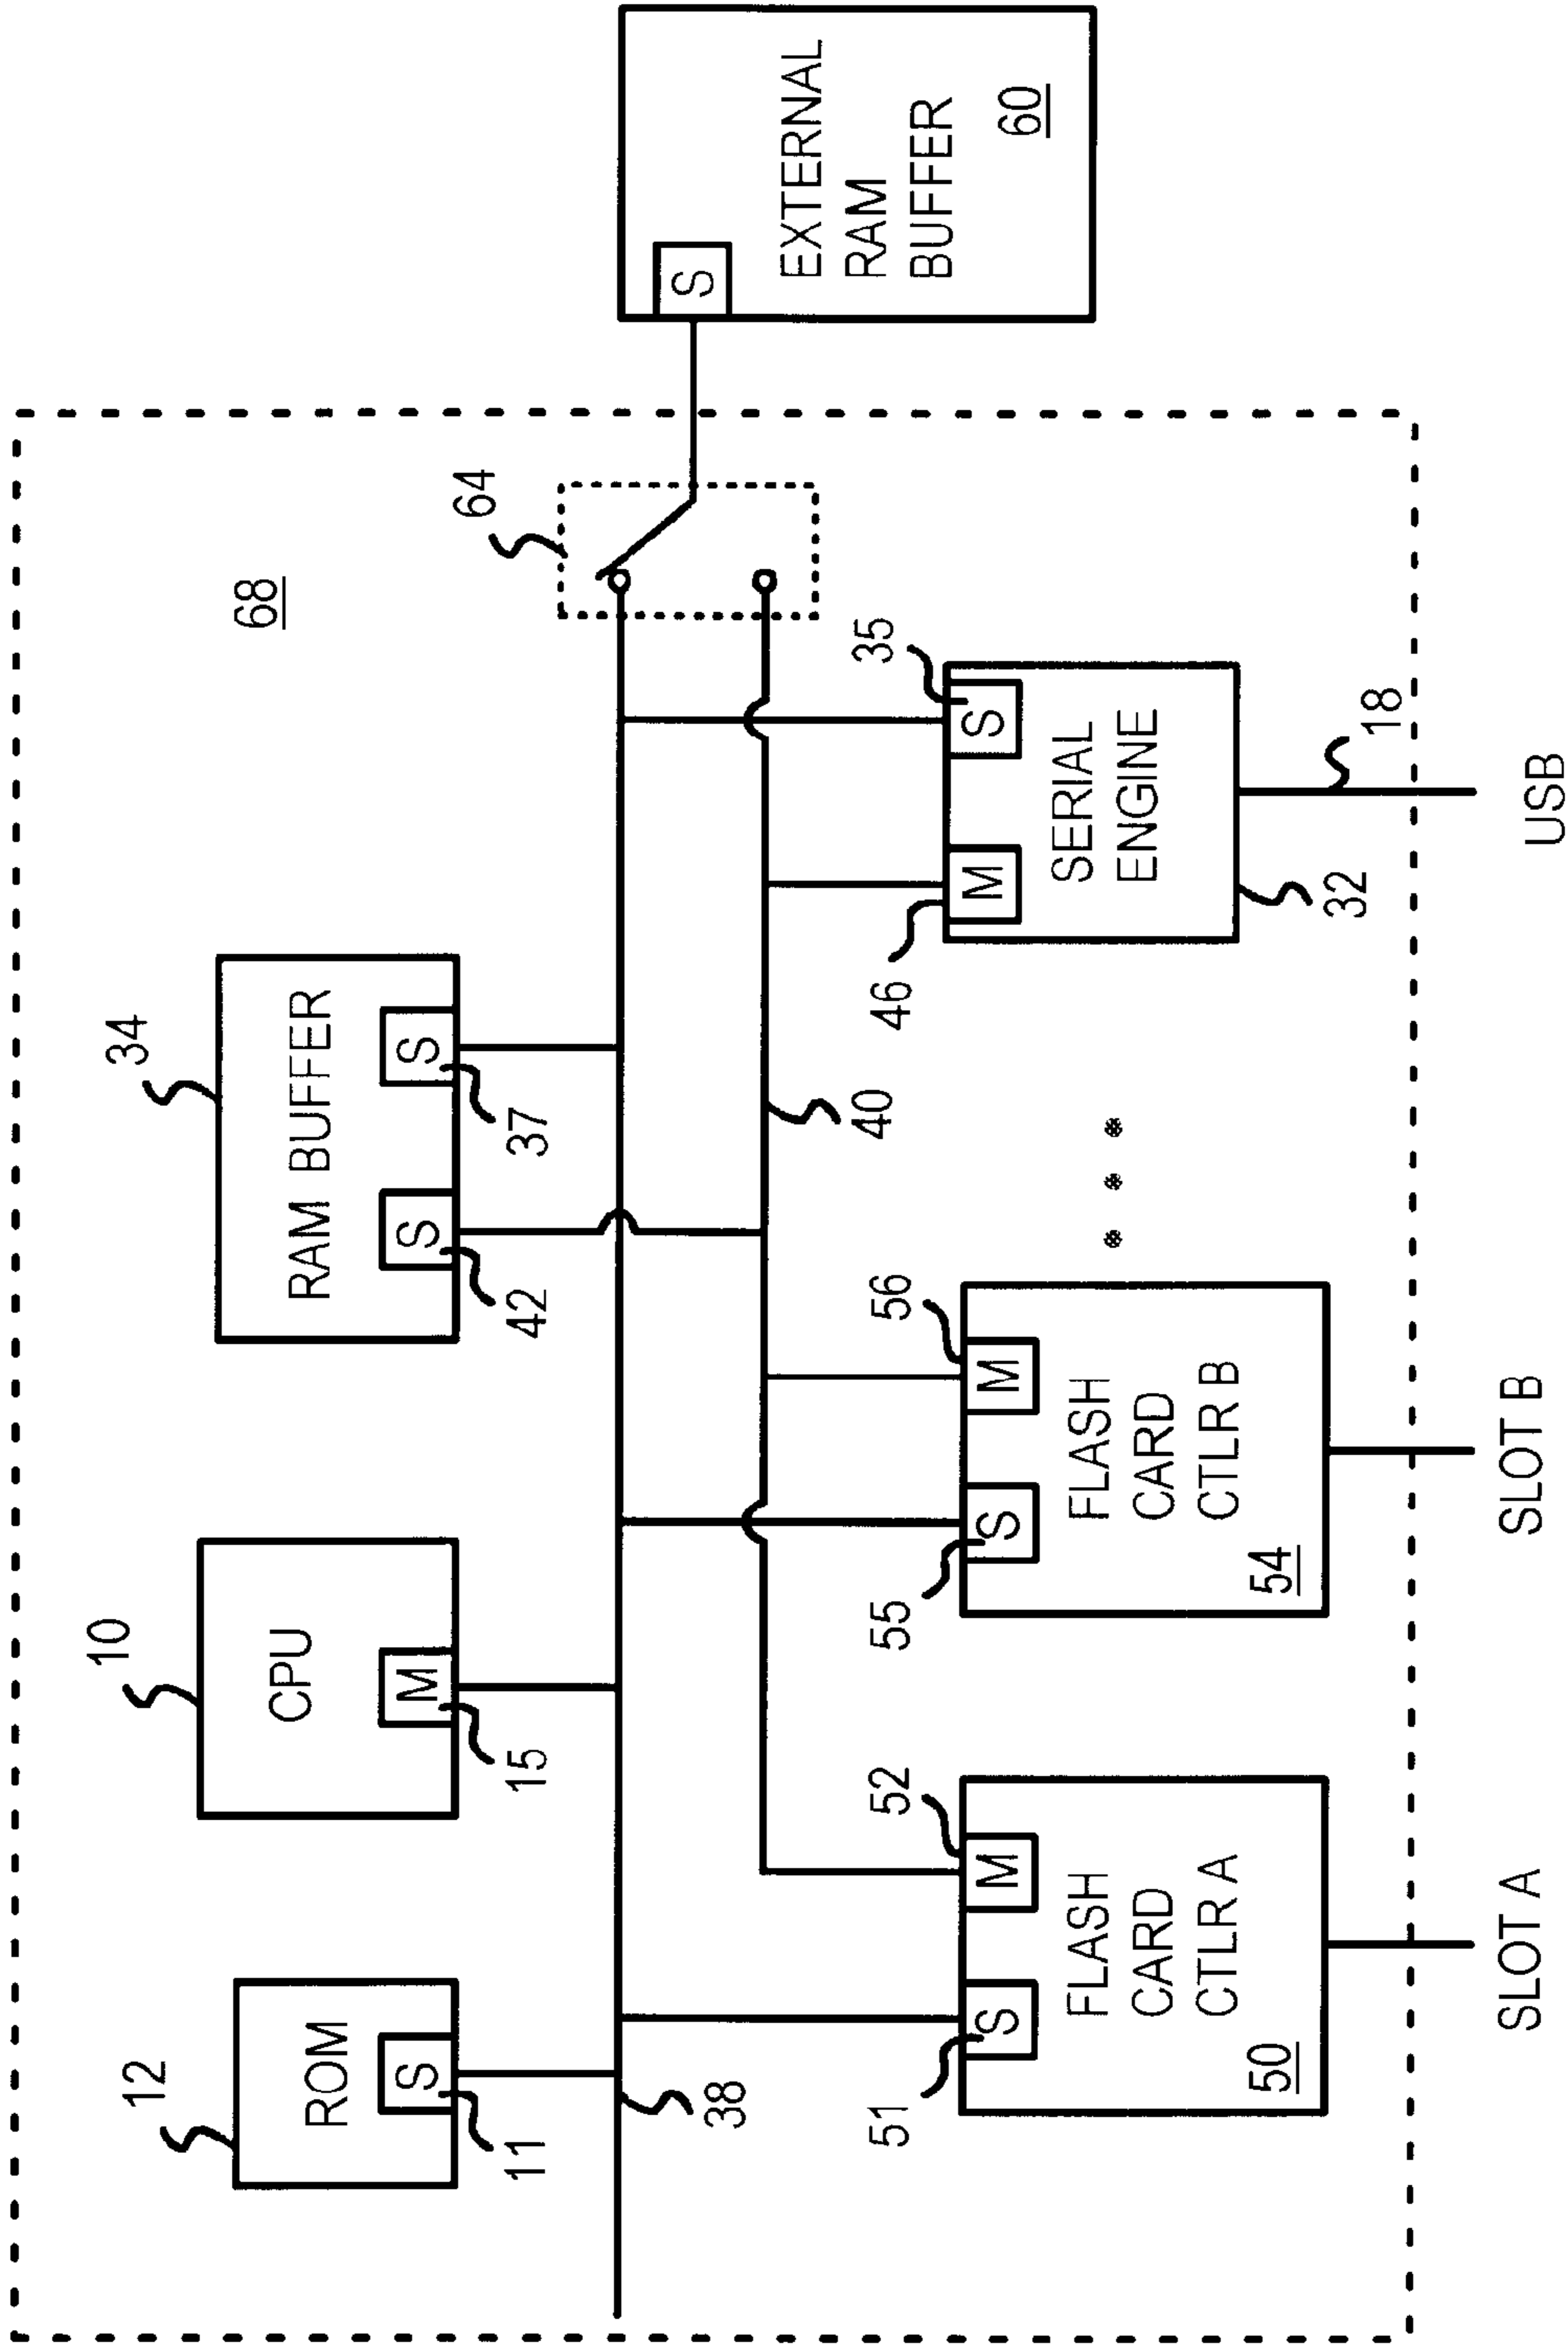 12
ROM
S
11
10
CPU
M
15
34
RAM BUFFER
S
42
S
37
68
64
38
40
S
EXTERNAL
RAM
BUFFER
60
51
S
52
M
FLASH
CARD
CTLR A
50
SLOT A
55
S
56
M
FLASH
CARD
CTLR B
54
SLOT B
46
M
35
S
SERIAL
ENGINE
32
18
USB